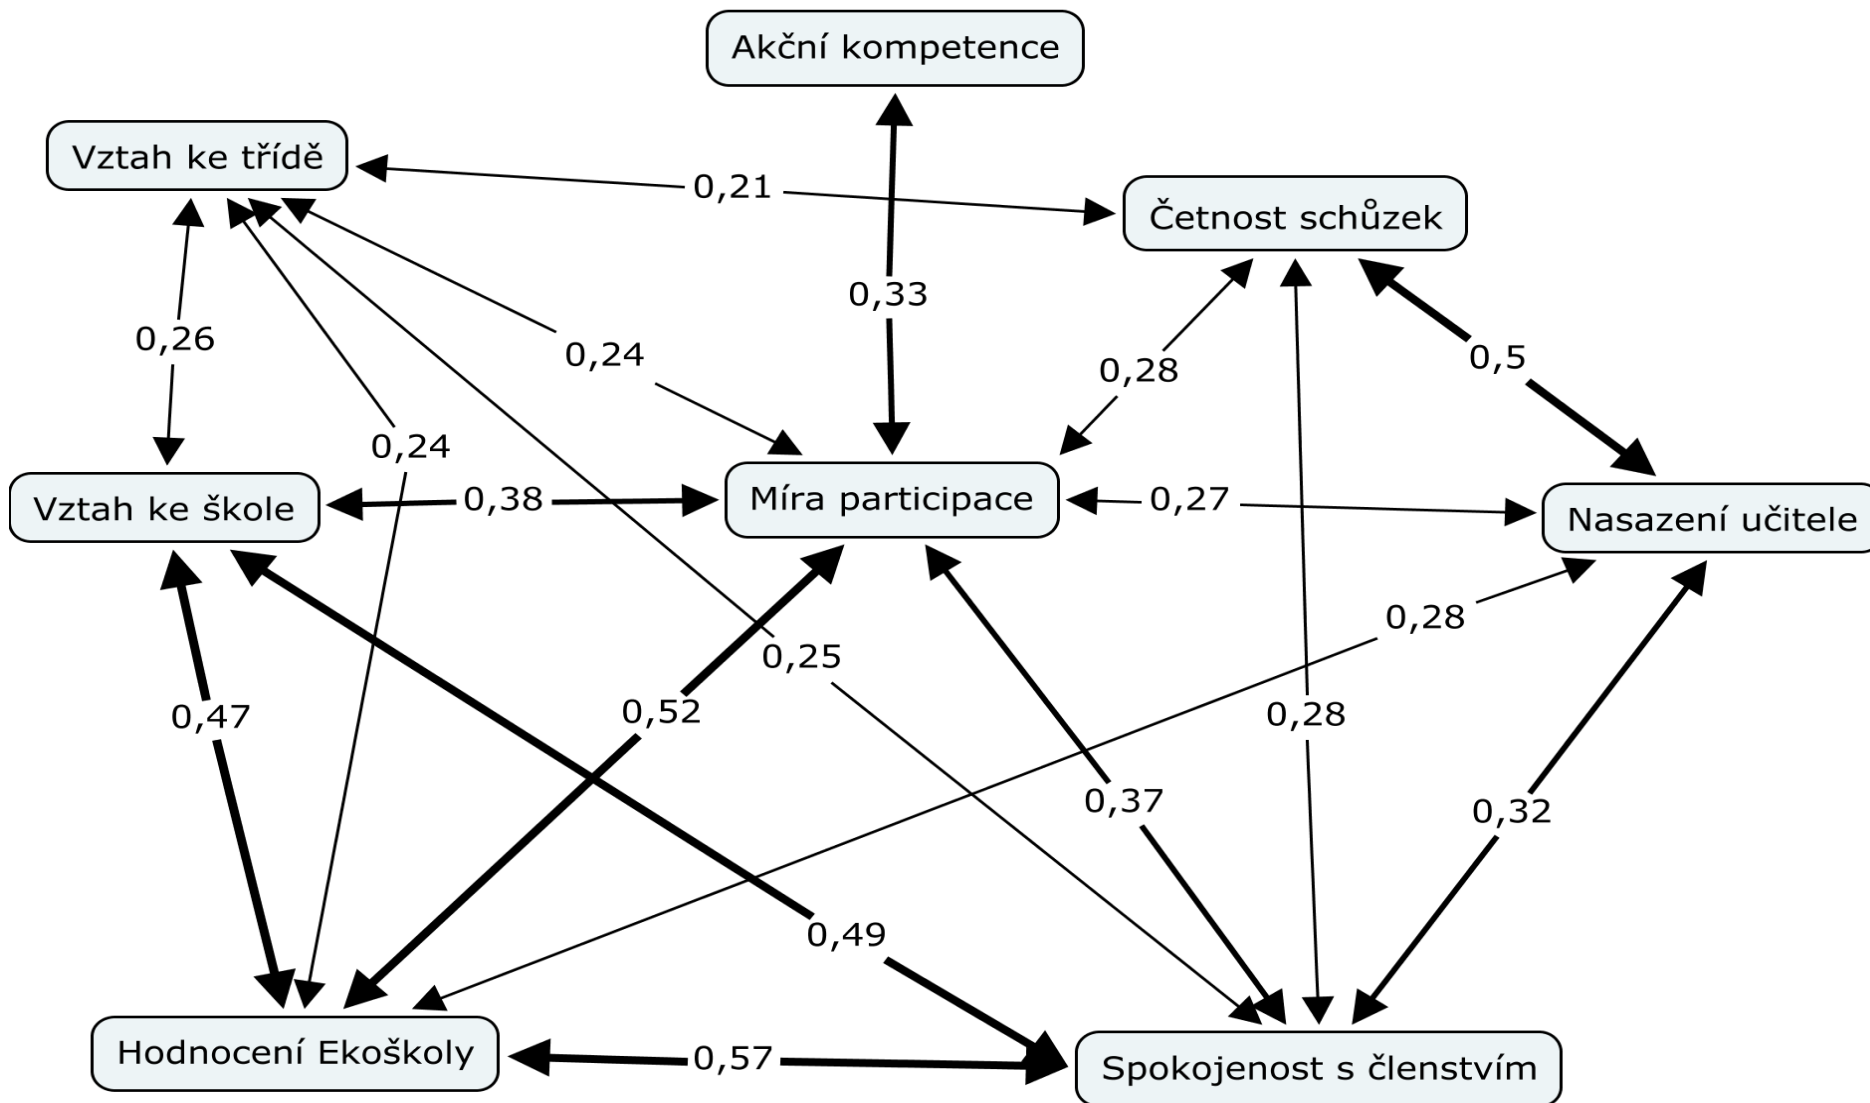 Akční kompetence
Vztah ke třídě
0,21
Četnost schůzek
0,33
0,26
0,24
0,28
0,5
0,24
Vztah ke škole
0,38
Míra participace
0,27
Nasazení učitele
0,28
0,25
0,47
0,52
0,28
0,37
0,32
0,49
Hodnocení Ekoškoly
0,57
Spokojenost s členstvím